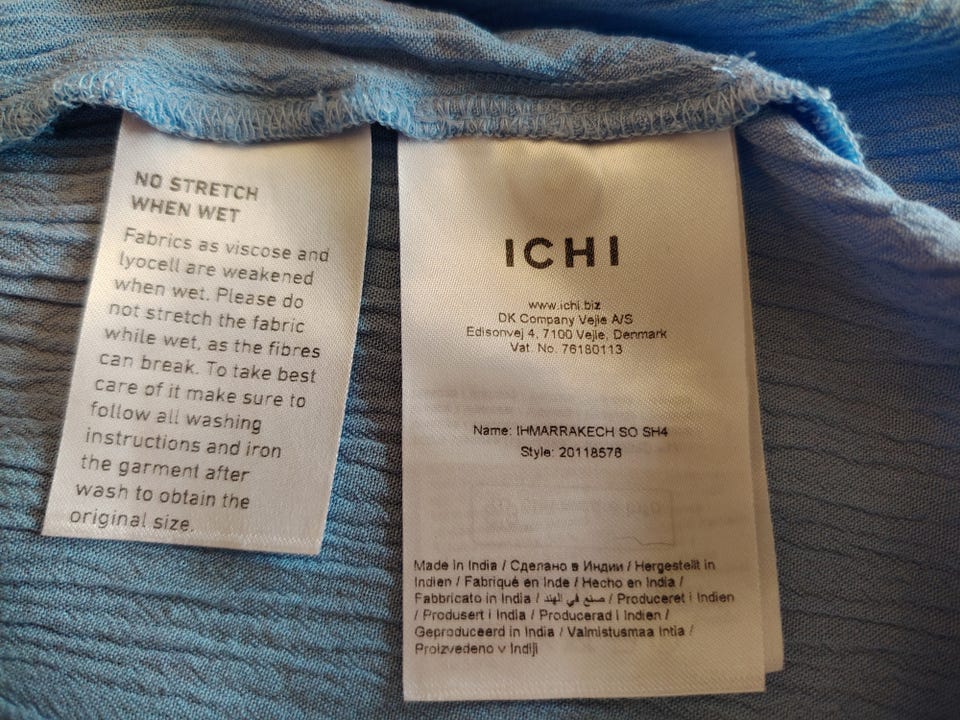 NO STRETCH
WHEN WET
Fabrics as viscose and
lyocell are weakened
when wet. Please do
not stretch the fabric
while wet, as the fibres
can break. To take best
care of it make sure to
follow all washing
instructions and iron
the garment after
wash to obtain the
original size.
ICHI
www.ichi.biz
DK Company Vejle A/S
Edisonvej 4, 7100 Vejle, Denmark
Vat. No. 76180113
Name: IHMARRAKECH SO SH4
Style: 20118576
Made in India / Сделано в Индии / Hergestellt in
Indien / Fabriqué en Inde / Hecho en India /
Fabbricato in India / صنع في الهند / Produceret i Indien
/ Produsert i India / Producerad i Indien /
Geproduceerd in India / Valmistusmaa Intia /
Proizvedeno v Indiji